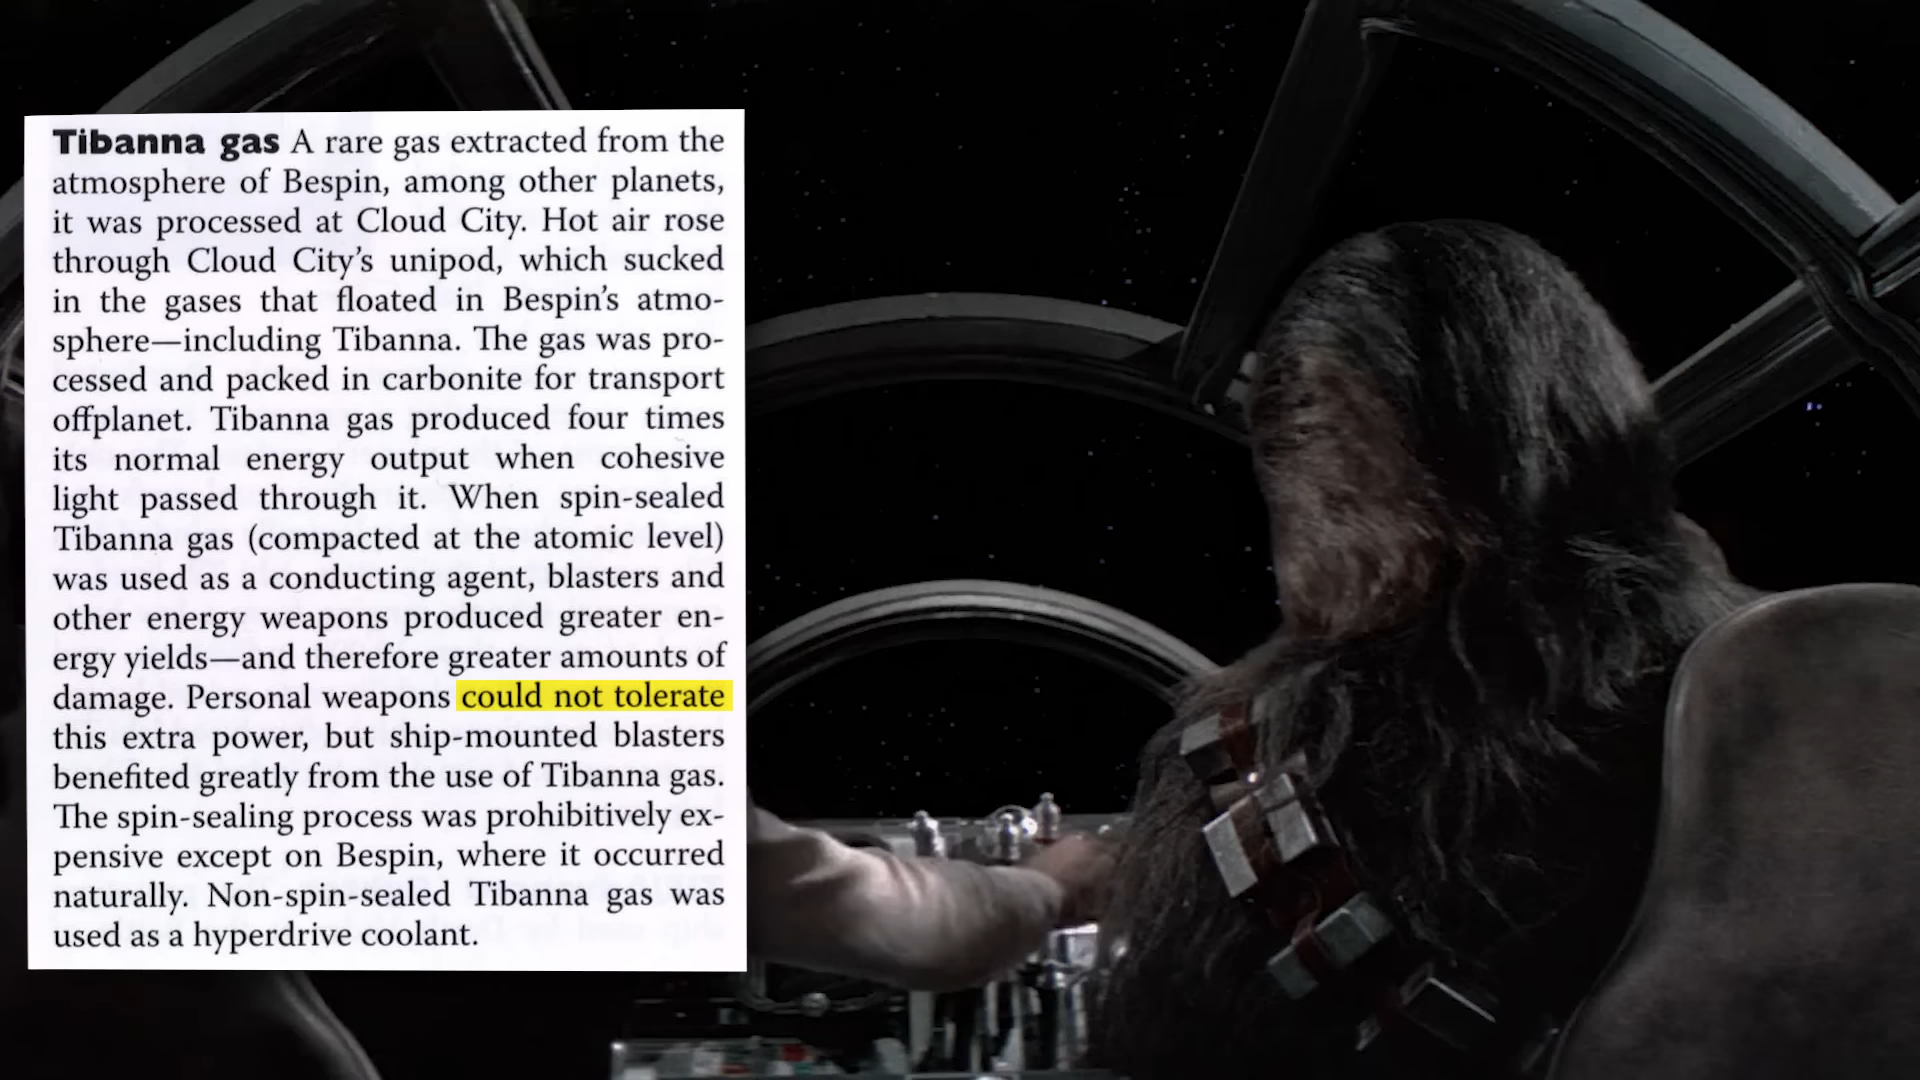 Tibanna gas A rare gas extracted from the
atmosphere of Bespin, among other planets,
it was processed at Cloud City. Hot air rose
through Cloud City’s unipod, which sucked
in the gases that floated in Bespin’s atmo-
sphere—including Tibanna. The gas was pro-
cessed and packed in carbonite for transport
offplanet. Tibanna gas produced four times
its normal energy output when cohesive
light passed through it. When spin-sealed
Tibanna gas (compacted at the atomic level)
was used as a conducting agent, blasters and
other energy weapons produced greater en-
ergy yields—and therefore greater amounts of
damage. Personal weapons could not tolerate
this extra power, but ship-mounted blasters
benefited greatly from the use of Tibanna gas.
The spin-sealing process was prohibitively ex-
pensive except on Bespin, where it occurred
naturally. Non-spin-sealed Tibanna gas was
used as a hyperdrive coolant.